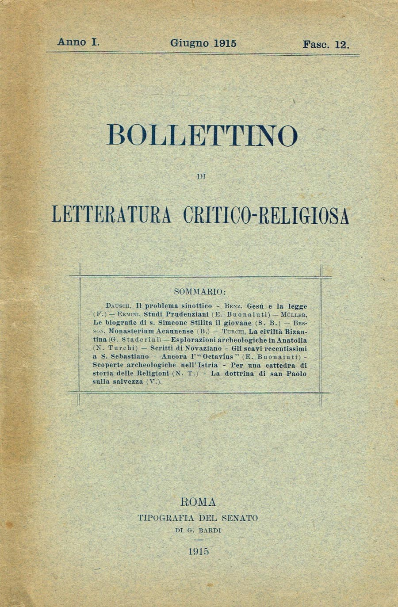 Anno I. Giugno 1915 Fasc. 12.
BOLLETTINO
DI
LETTERATURA CRITICO-RELIGIOSA
SOMMARIO:
DAUSCH, Il problema sinottico – BENZ, Gesù e la legge
(F.) — ERMINI, Studi Prudenziani (E. Buonaiuti) — MÜLLER,
Le biografie di s. Simeone Stilita il giovane (S. B.) — BES-
SON, Monasterium Acaunense (B.) – TURCHI, La civiltà Bizan-
tina (G. Staderini) — Esplorazioni archeologiche in Anatolia
(N. Turchi) — Scritti di Novaziano – Gli scavi recentissimi
a S. Sebastiano – Ancora l'"Octavius" (E. Buonaiuti) -
Scoperte archeologiche nell'Istria – Per una cattedra di
storia delle Religioni (N. T.) – La dottrina di san Paolo
sulla salvezza (V.).
ROMA
TIPOGRAFIA DEL SENATO
DI G. BARDI
1915